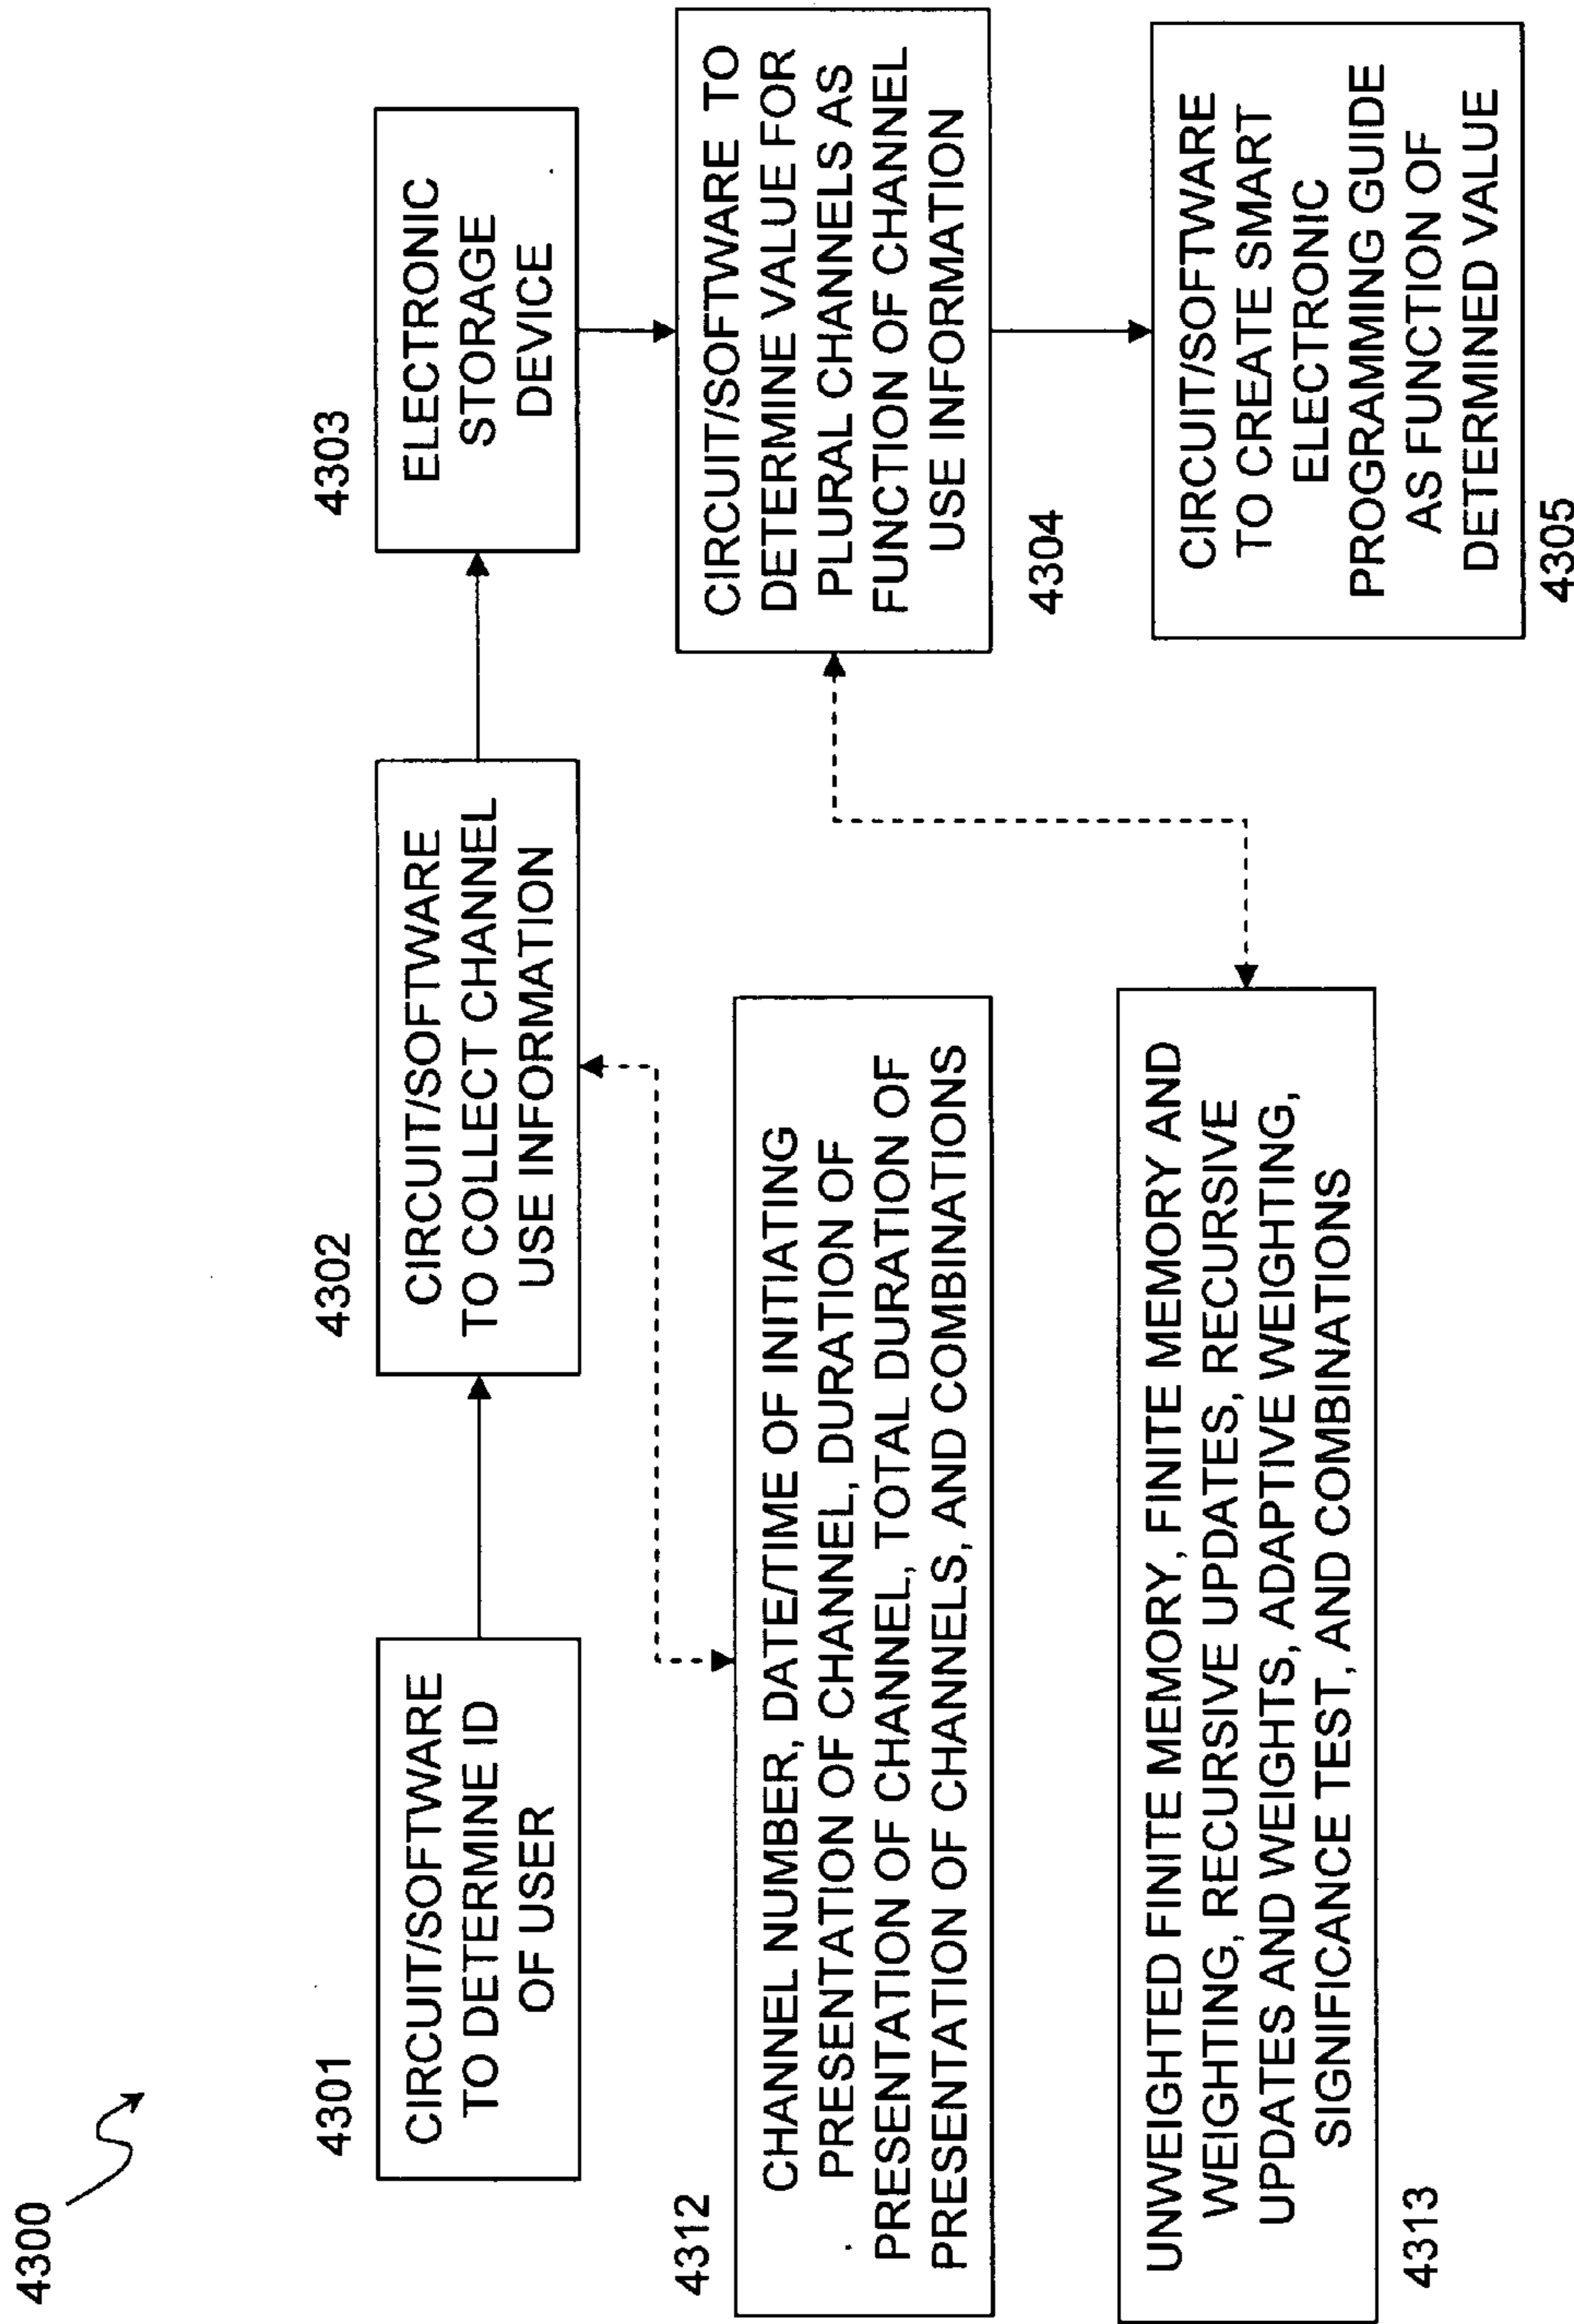 4300
4301
CIRCUIT/SOFTWARE
TO DETERMINE ID
OF USER
4302
CIRCUIT/SOFTWARE
TO COLLECT CHANNEL
USE INFORMATION
4303
ELECTRONIC
STORAGE
DEVICE
4312
CHANNEL NUMBER, DATE/TIME OF INITIATING
PRESENTATION OF CHANNEL, DURATION OF
PRESENTATION OF CHANNEL, TOTAL DURATION OF
PRESENTATION OF CHANNELS, AND COMBINATIONS
CIRCUIT/SOFTWARE TO
DETERMINE VALUE FOR
PLURAL CHANNELS AS
FUNCTION OF CHANNEL
USE INFORMATION
4304
4313
UNWEIGHTED FINITE MEMORY, FINITE MEMORY AND
WEIGHTING, RECURSIVE UPDATES, RECURSIVE
UPDATES AND WEIGHTS, ADAPTIVE WEIGHTING,
SIGNIFICANCE TEST, AND COMBINATIONS
CIRCUIT/SOFTWARE
TO CREATE SMART
ELECTRONIC
PROGRAMMING GUIDE
AS FUNCTION OF
DETERMINED VALUE
4305